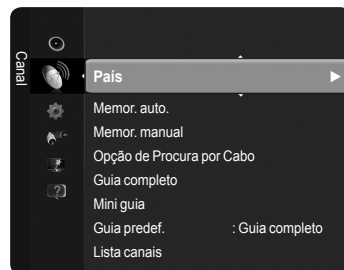 Canal
País
Memor. auto.
Memor. manual
Opção de Procura por Cabo
Guia completo
Mini guia
Guia predef. : Guia completo
Lista canais